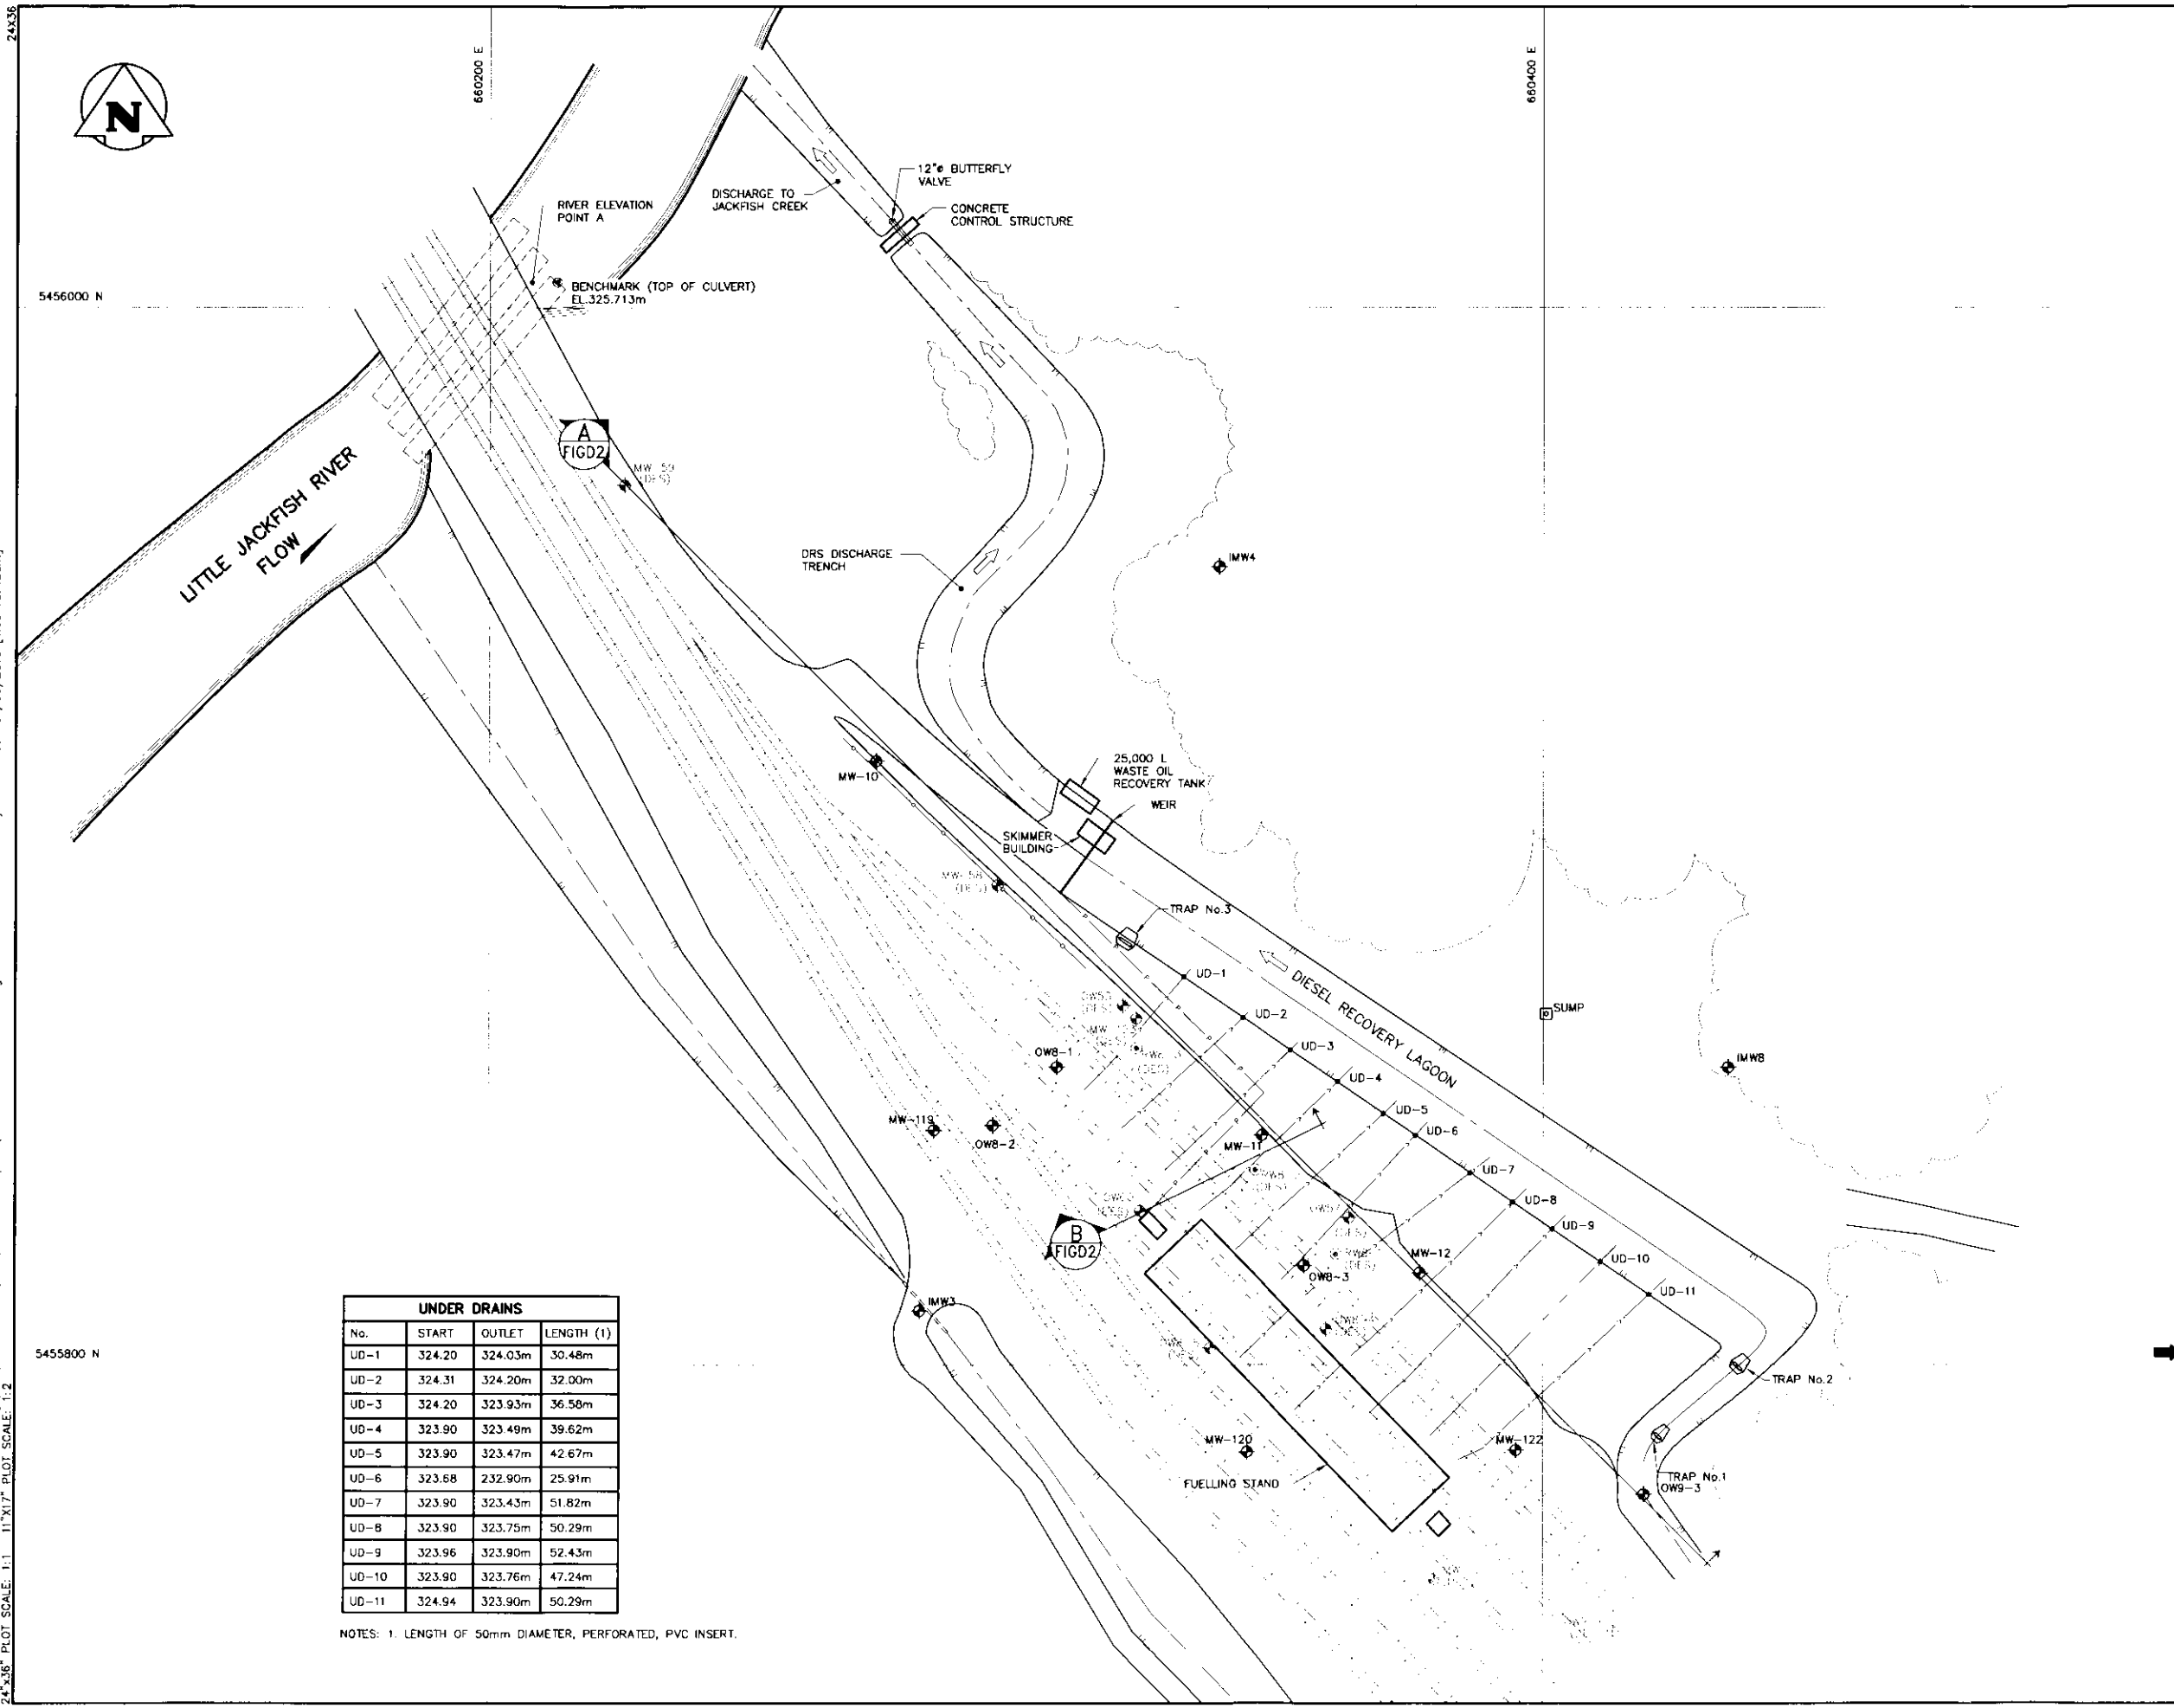 24X36
660200 E
660400 E
N
12"ø BUTTERFLY
VALVE
DISCHARGE TO
JACKFISH CREEK
CONCRETE
CONTROL STRUCTURE
RIVER ELEVATION
POINT A
BENCHMARK (TOP OF CULVERT)
EL.325.713m
5456000 N
A
FIGD2
MW-59
(DES)
LITTLE JACKFISH RIVER
FLOW
DRS DISCHARGE
TRENCH
IMW4
25,000 L
WASTE OIL
RECOVERY TANK
WEIR
MW-10
SKIMMER
BUILDING
MW-58
(DES)
TRAP No.3
UD-1
DIESEL RECOVERY LAGOON
UD-2
SUMP
UD-3
OW8-1
IMW8
(DES)
UD-4
UD-5
MW-119
UD-6
OW8-2
MW-11
UD-7
(DES)
UD-8
(DES)
UD-9
B
FIGD2
(DES)
UD-10
MW-12
(DES)
OW8-3
UD-11
IMW3
5455800 N
TRAP No.2
MW-120
MW-122
FUELLING STAND
TRAP No.1
OW9-3
UNDER DRAINS
No. START OUTLET LENGTH (1)
UD-1 324.20 324.03m 30.48m
UD-2 324.31 324.20m 32.00m
UD-3 324.20 323.93m 36.58m
UD-4 323.90 323.49m 39.62m
UD-5 323.90 323.47m 42.67m
UD-6 323.68 232.90m 25.91m
UD-7 323.90 323.43m 51.82m
UD-8 323.90 323.75m 50.29m
UD-9 323.96 323.90m 52.43m
UD-10 323.90 323.76m 47.24m
UD-11 324.94 323.90m 50.29m
NOTES: 1. LENGTH OF 50mm DIAMETER, PERFORATED, PVC INSERT.
24"x36" PLOT SCALE: 1:1 11"X17" PLOT SCALE: 1:2